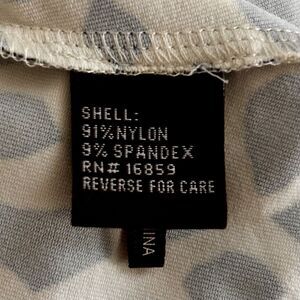 SHELL:
91% NYLON
9% SPANDEX
RN# 16859
REVERSE FOR CARE